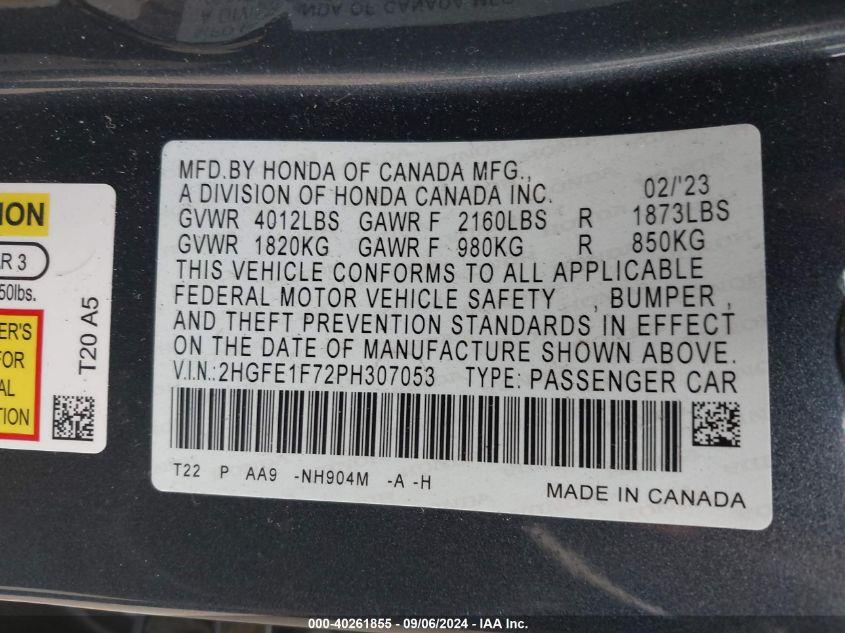 MFD.BY HONDA OF CANADA MFG.,
A DIVISION OF HONDA CANADA INC. 02/'23
GVWR 4012LBS GAWR F 2160LBS R 1873LBS
GVWR 1820KG GAWR F 980KG R 850KG
THIS VEHICLE CONFORMS TO ALL APPLICABLE
FEDERAL MOTOR VEHICLE SAFETY , BUMPER ,
AND THEFT PREVENTION STANDARDS IN EFFECT
ON THE DATE OF MANUFACTURE SHOWN ABOVE.
V.I.N.:2HGFE1F72PH307053 TYPE: PASSENGER CAR
T22 P AA9 -NH904M -A -H
MADE IN CANADA
ION
AR 3
50lbs.
ER'S
FOR
AL
TION
T20 A5
000-40261855 - 09/06/2024 - IAA Inc.